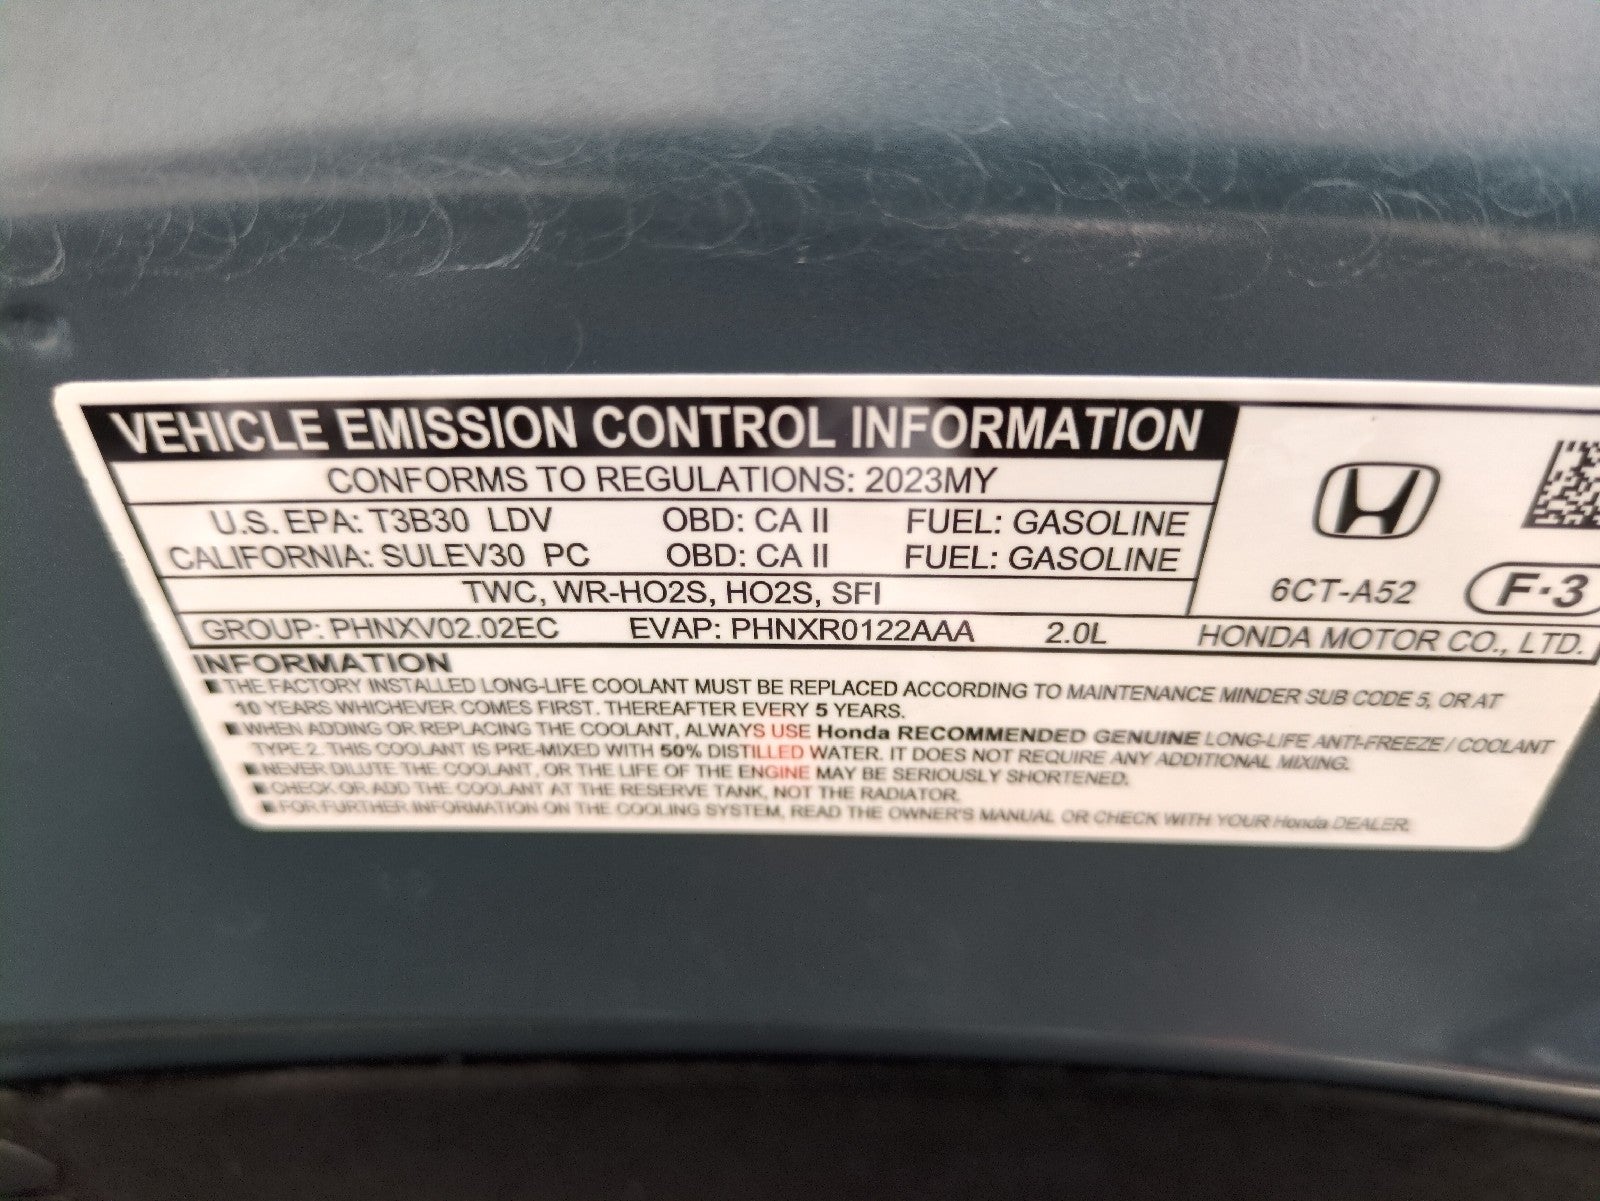 VEHICLE EMISSION CONTROL INFORMATION
CONFORMS TO REGULATIONS: 2023MY
U.S. EPA: T3B30 LDV OBD: CA II FUEL: GASOLINE
CALIFORNIA: SULEV30 PC OBD: CA II FUEL: GASOLINE
TWC, WR-HO2S, HO2S, SFI
6CT-A52 F-3
GROUP: PHNXV02.02EC EVAP: PHNXR0122AAA 2.0L HONDA MOTOR CO., LTD.
INFORMATION
■ THE FACTORY INSTALLED LONG-LIFE COOLANT MUST BE REPLACED ACCORDING TO MAINTENANCE MINDER SUB CODE 5, OR AT
10 YEARS WHICHEVER COMES FIRST. THEREAFTER EVERY 5 YEARS.
■ WHEN ADDING OR REPLACING THE COOLANT, ALWAYS USE Honda RECOMMENDED GENUINE LONG-LIFE ANTI-FREEZE / COOLANT
TYPE 2. THIS COOLANT IS PRE-MIXED WITH 50% DISTILLED WATER. IT DOES NOT REQUIRE ANY ADDITIONAL MIXING.
■ NEVER DILUTE THE COOLANT, OR THE LIFE OF THE ENGINE MAY BE SERIOUSLY SHORTENED.
■ CHECK OR ADD THE COOLANT AT THE RESERVE TANK, NOT THE RADIATOR.
■ FOR FURTHER INFORMATION ON THE COOLING SYSTEM, READ THE OWNER'S MANUAL OR CHECK WITH YOUR Honda DEALER.